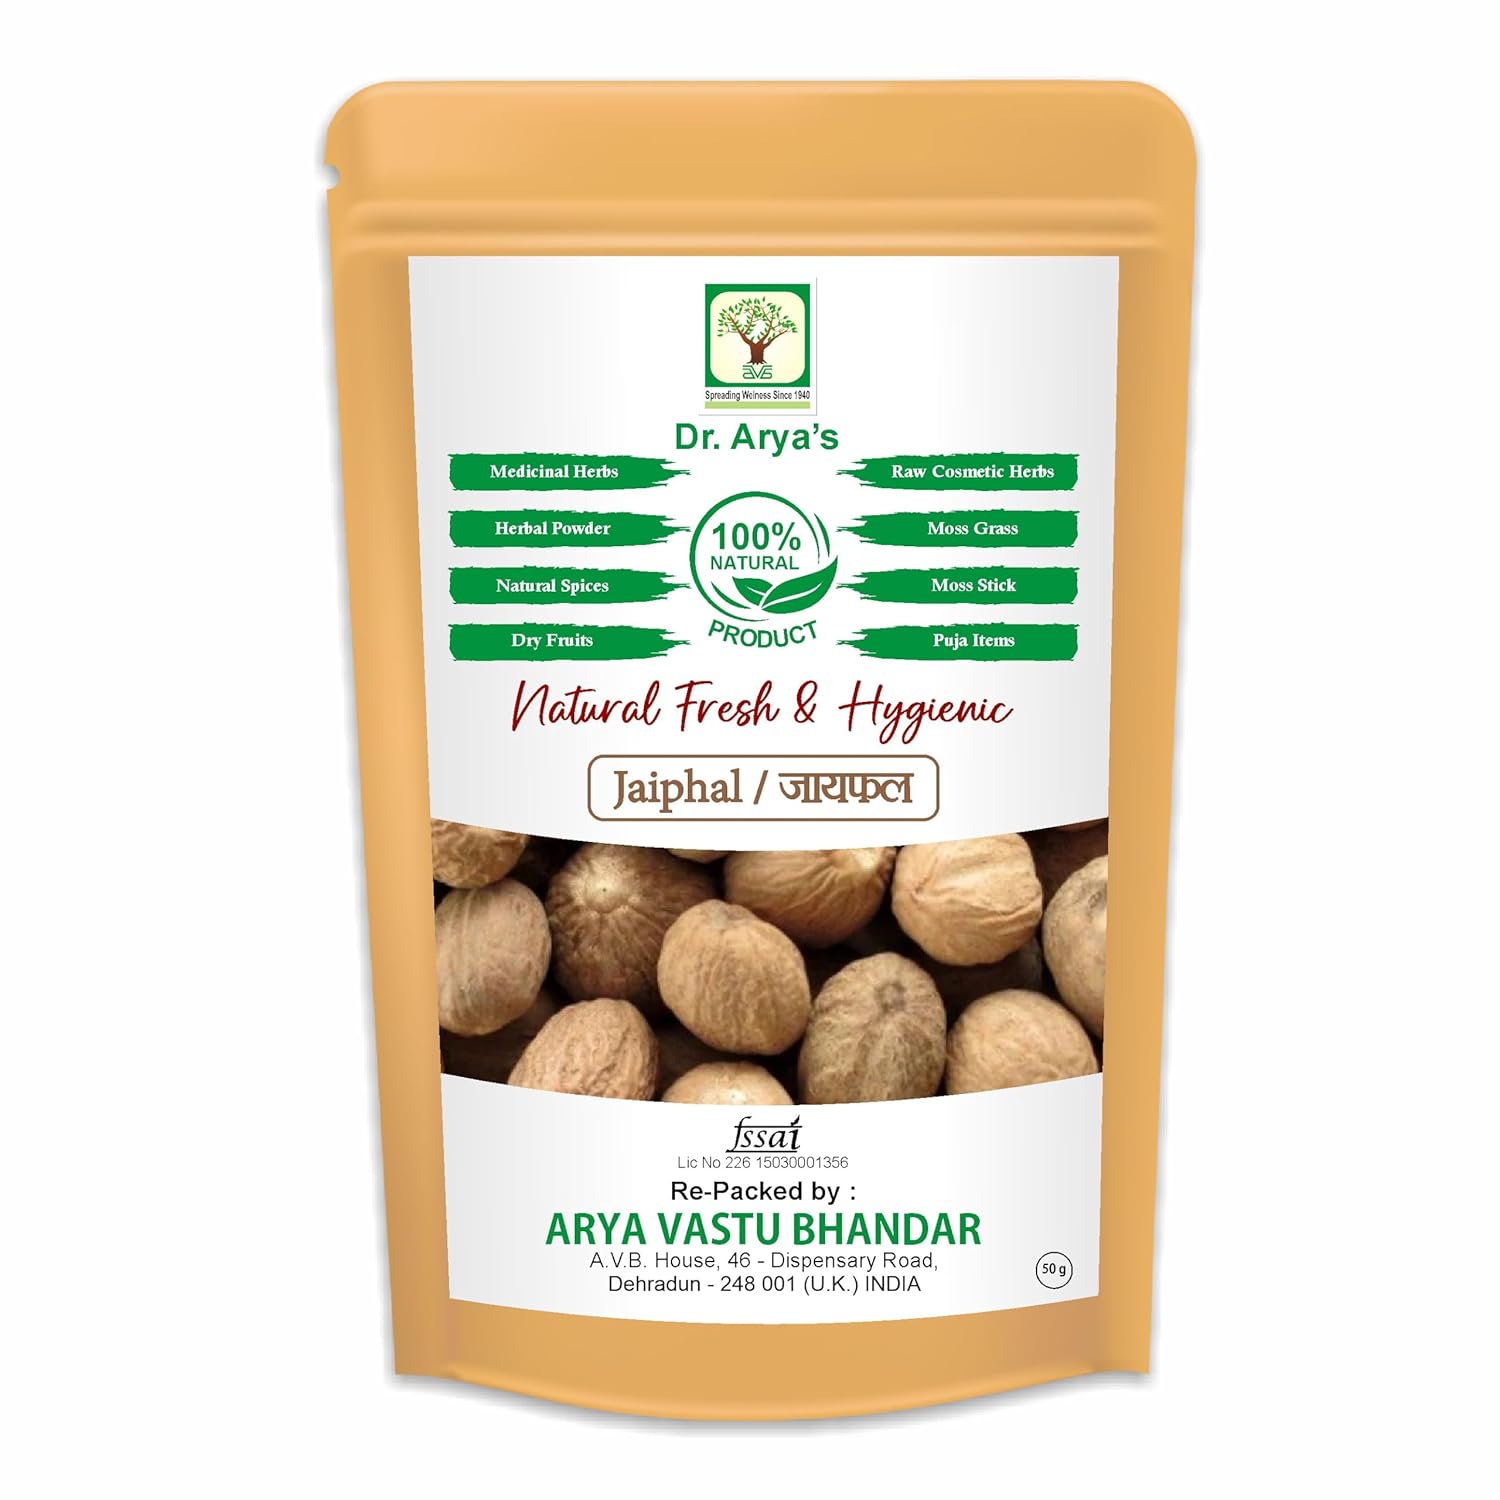 avb
Spreading Welness Since 1940
Dr. Arya's
Medicinal Herbs
Raw Cosmetic Herbs
Herbal Powder
Moss Grass
Natural Spices
Moss Stick
Dry Fruits
Puja Items
100%
NATURAL
PRODUCT
Natural Fresh & Hygienic
Jaiphal / जायफल
fssai
Lic No 226 15030001356
Re-Packed by :
ARYA VASTU BHANDAR
A.V.B. House, 46 - Dispensary Road,
Dehradun - 248 001 (U.K.) INDIA
50 g